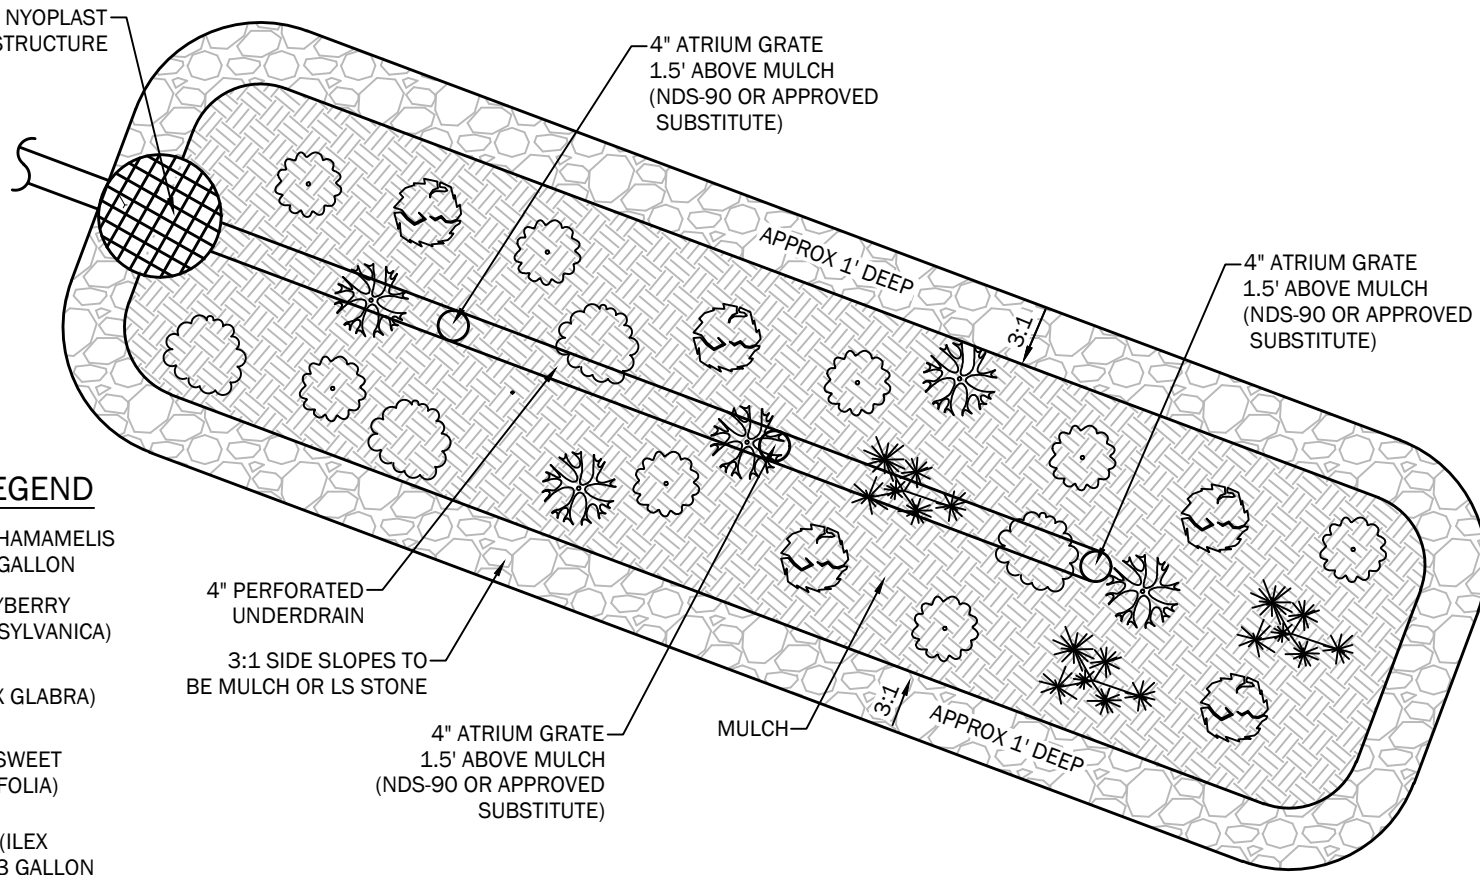 NYOPLAST
STRUCTURE
4" ATRIUM GRATE
1.5' ABOVE MULCH
(NDS-90 OR APPROVED
SUBSTITUTE)
APPROX 1' DEEP
3:1
4" ATRIUM GRATE
1.5' ABOVE MULCH
(NDS-90 OR APPROVED
SUBSTITUTE)
EGEND
HAMAMELIS
GALLON
YBERRY
SYLVANICA)
X GLABRA)
SWEET
FOLIA)
(ILEX
3 GALLON
4" PERFORATED
UNDERDRAIN
3:1 SIDE SLOPES TO
BE MULCH OR LS STONE
4" ATRIUM GRATE
1.5' ABOVE MULCH
(NDS-90 OR APPROVED
SUBSTITUTE)
MULCH
3:1
APPROX 1' DEEP